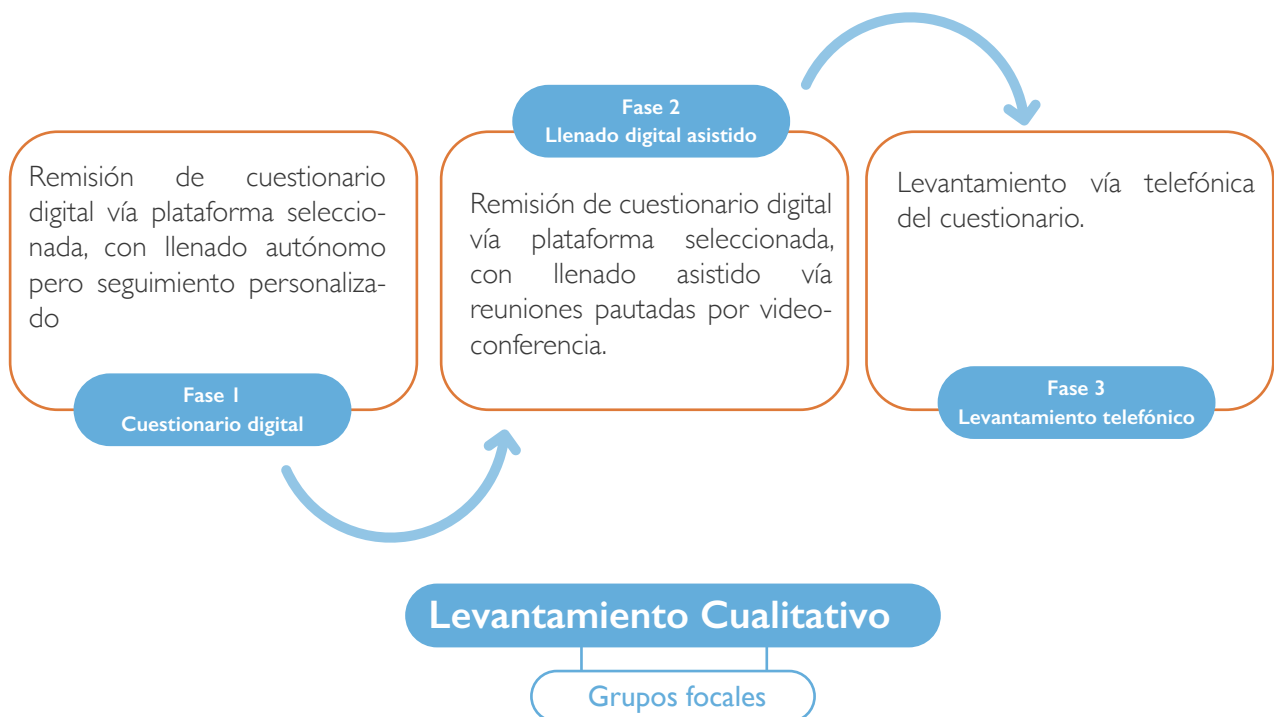 Remisión de cuestionario
digital vía plataforma seleccio-
nada, con llenado autónomo
pero seguimiento personaliza-
do
Fase 1
Cuestionario digital
Fase 2
Llenado digital asistido
Remisión de cuestionario digital
vía plataforma seleccionada,
con llenado asistido vía
reuniones pautadas por video-
conferencia.
Levantamiento vía telefónica
del cuestionario.
Fase 3
Levantamiento telefónico
Levantamiento Cualitativo
Grupos focales